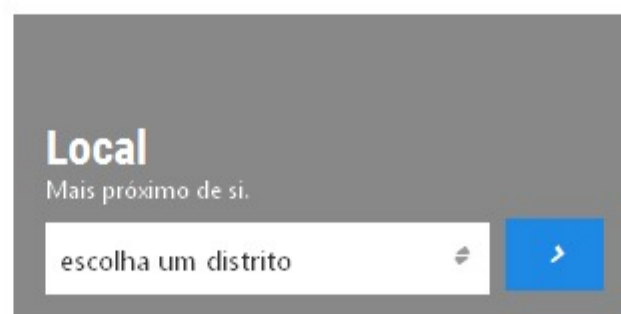 Local
Mais próximo de si.
escolha um distrito